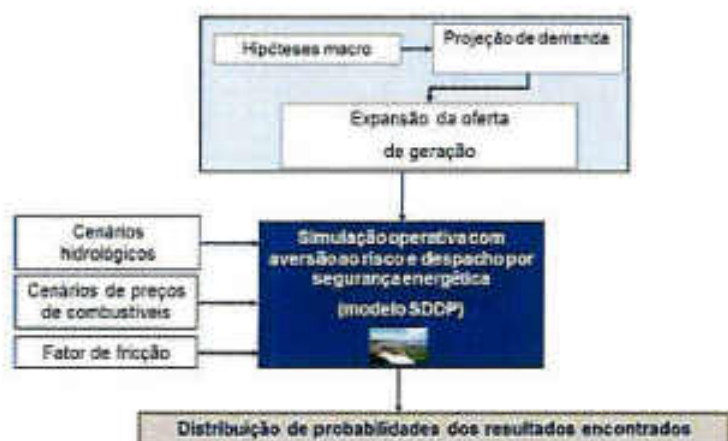 Hipóteses macro
Projeção de demanda
Expansão da oferta
de geração
Cenários
hidrológicos
Cenários de preços
de combustíveis
Fator de fricção
Simulação operativa com
aversão ao risco e despacho por
segurança energética
(modelo SDDP)
Distribuição de probabilidades dos resultados encontrados